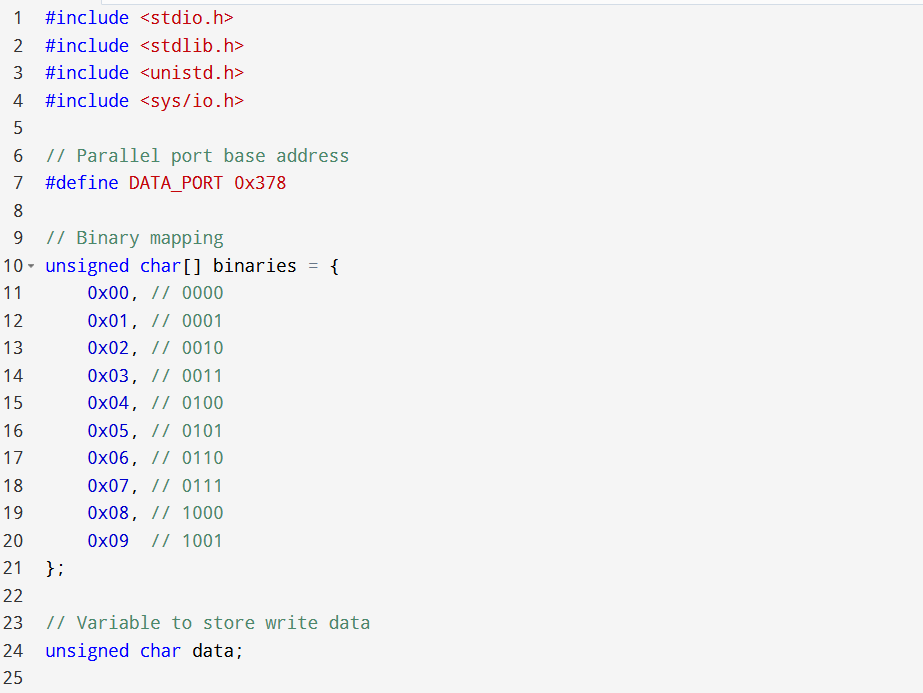 1 #include <stdio.h>
2 #include <stdlib.h>
3 #include <unistd.h>
4 #include <sys/io.h>
5
6 // Parallel port base address
7 #define DATA_PORT 0x378
8
9 // Binary mapping
10 unsigned char[] binaries = {
11     0x00, // 0000
12     0x01, // 0001
13     0x02, // 0010
14     0x03, // 0011
15     0x04, // 0100
16     0x05, // 0101
17     0x06, // 0110
18     0x07, // 0111
19     0x08, // 1000
20     0x09  // 1001
21 };
22
23 // Variable to store write data
24 unsigned char data;
25